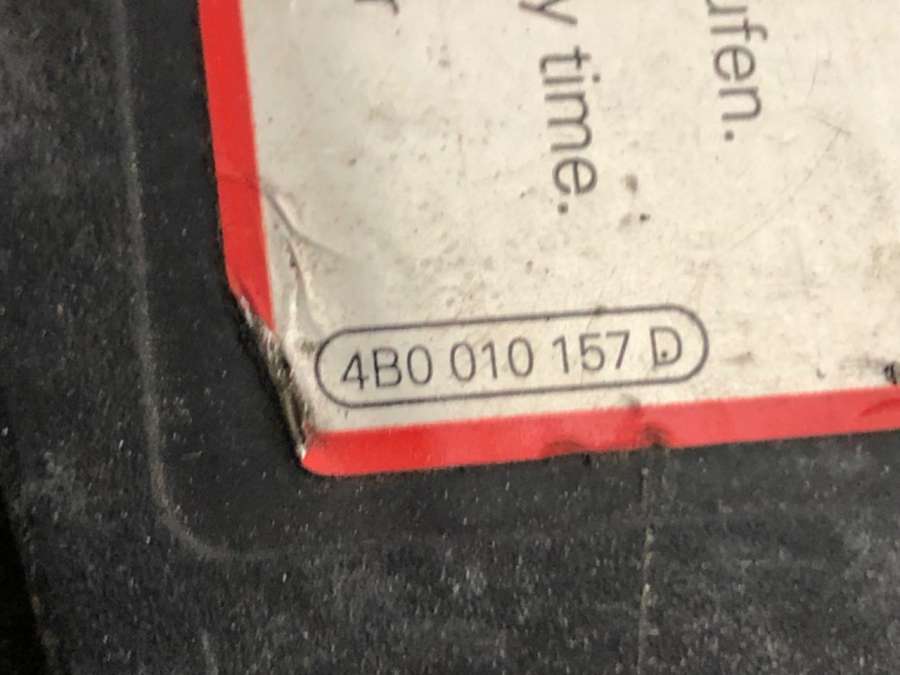 ufen.
y time.
r
4B0 010 157 D